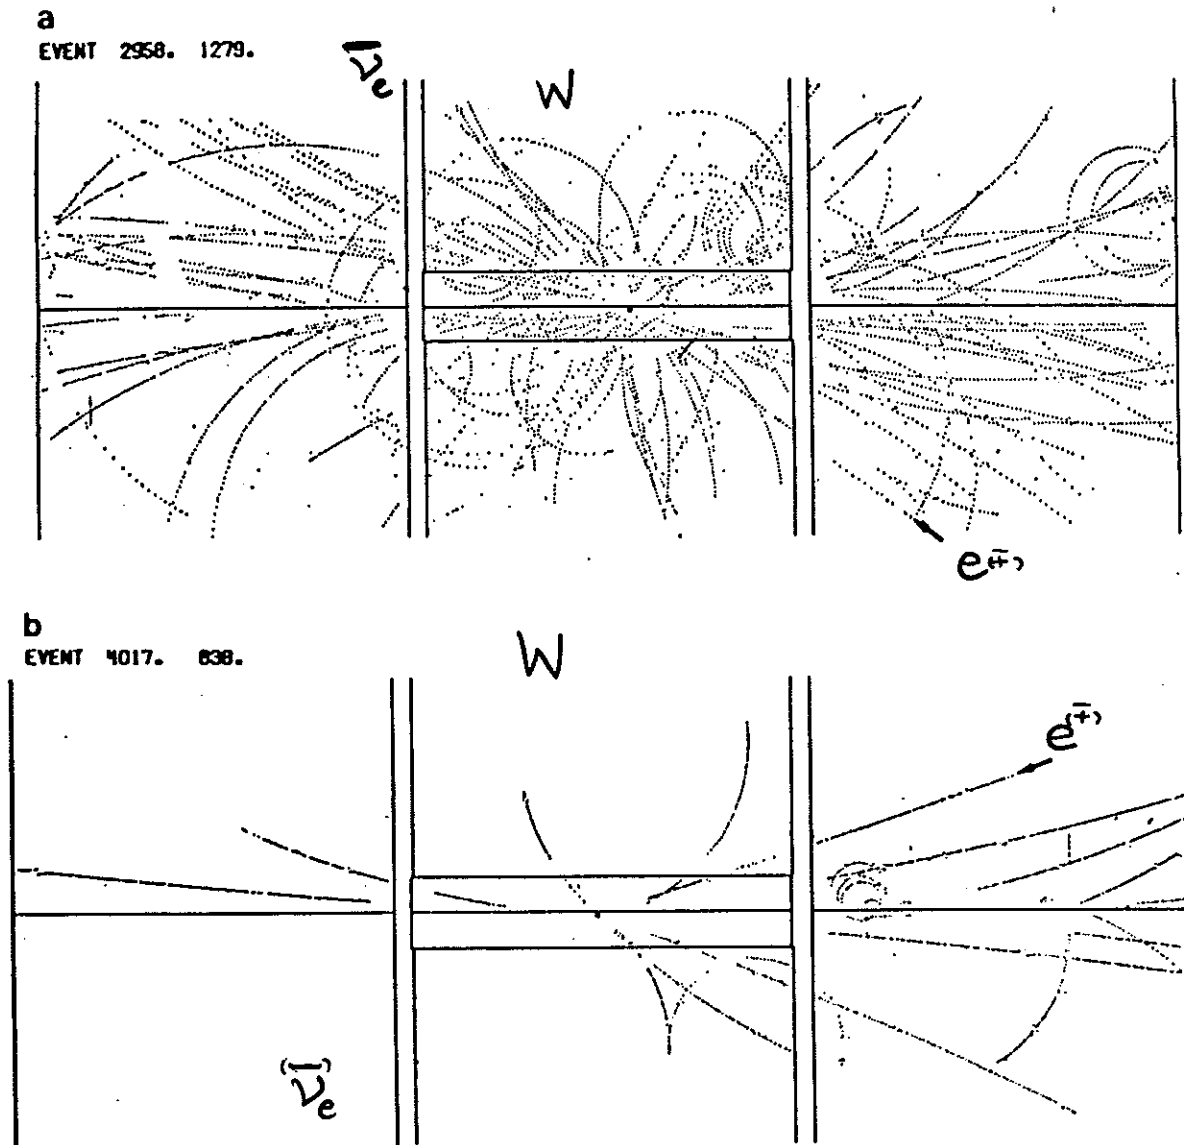 a
EVENT 2958. 1279.
ν̅e
W
e(∓)
b
EVENT 4017. 838.
W
e(∓)
(ν̅)e